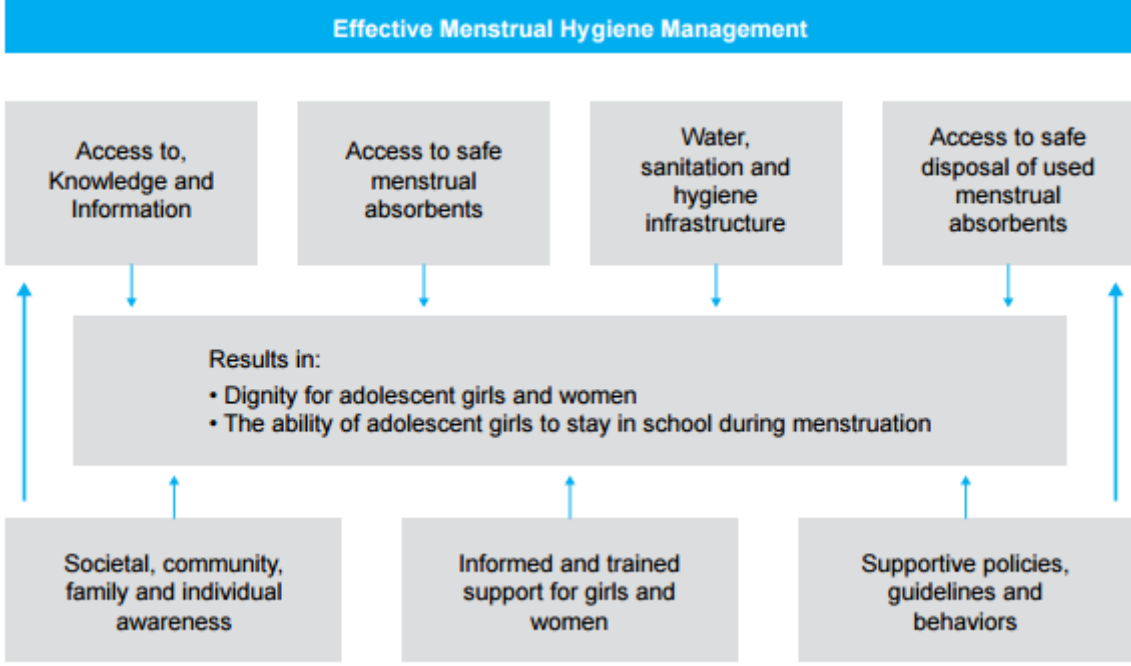 Effective Menstrual Hygiene Management
Access to,
Knowledge and
Information
Access to safe
menstrual
absorbents
Water,
sanitation and
hygiene
infrastructure
Access to safe
disposal of used
menstrual
absorbents
Results in:
• Dignity for adolescent girls and women
• The ability of adolescent girls to stay in school during menstruation
Societal, community,
family and individual
awareness
Informed and trained
support for girls and
women
Supportive policies,
guidelines and
behaviors